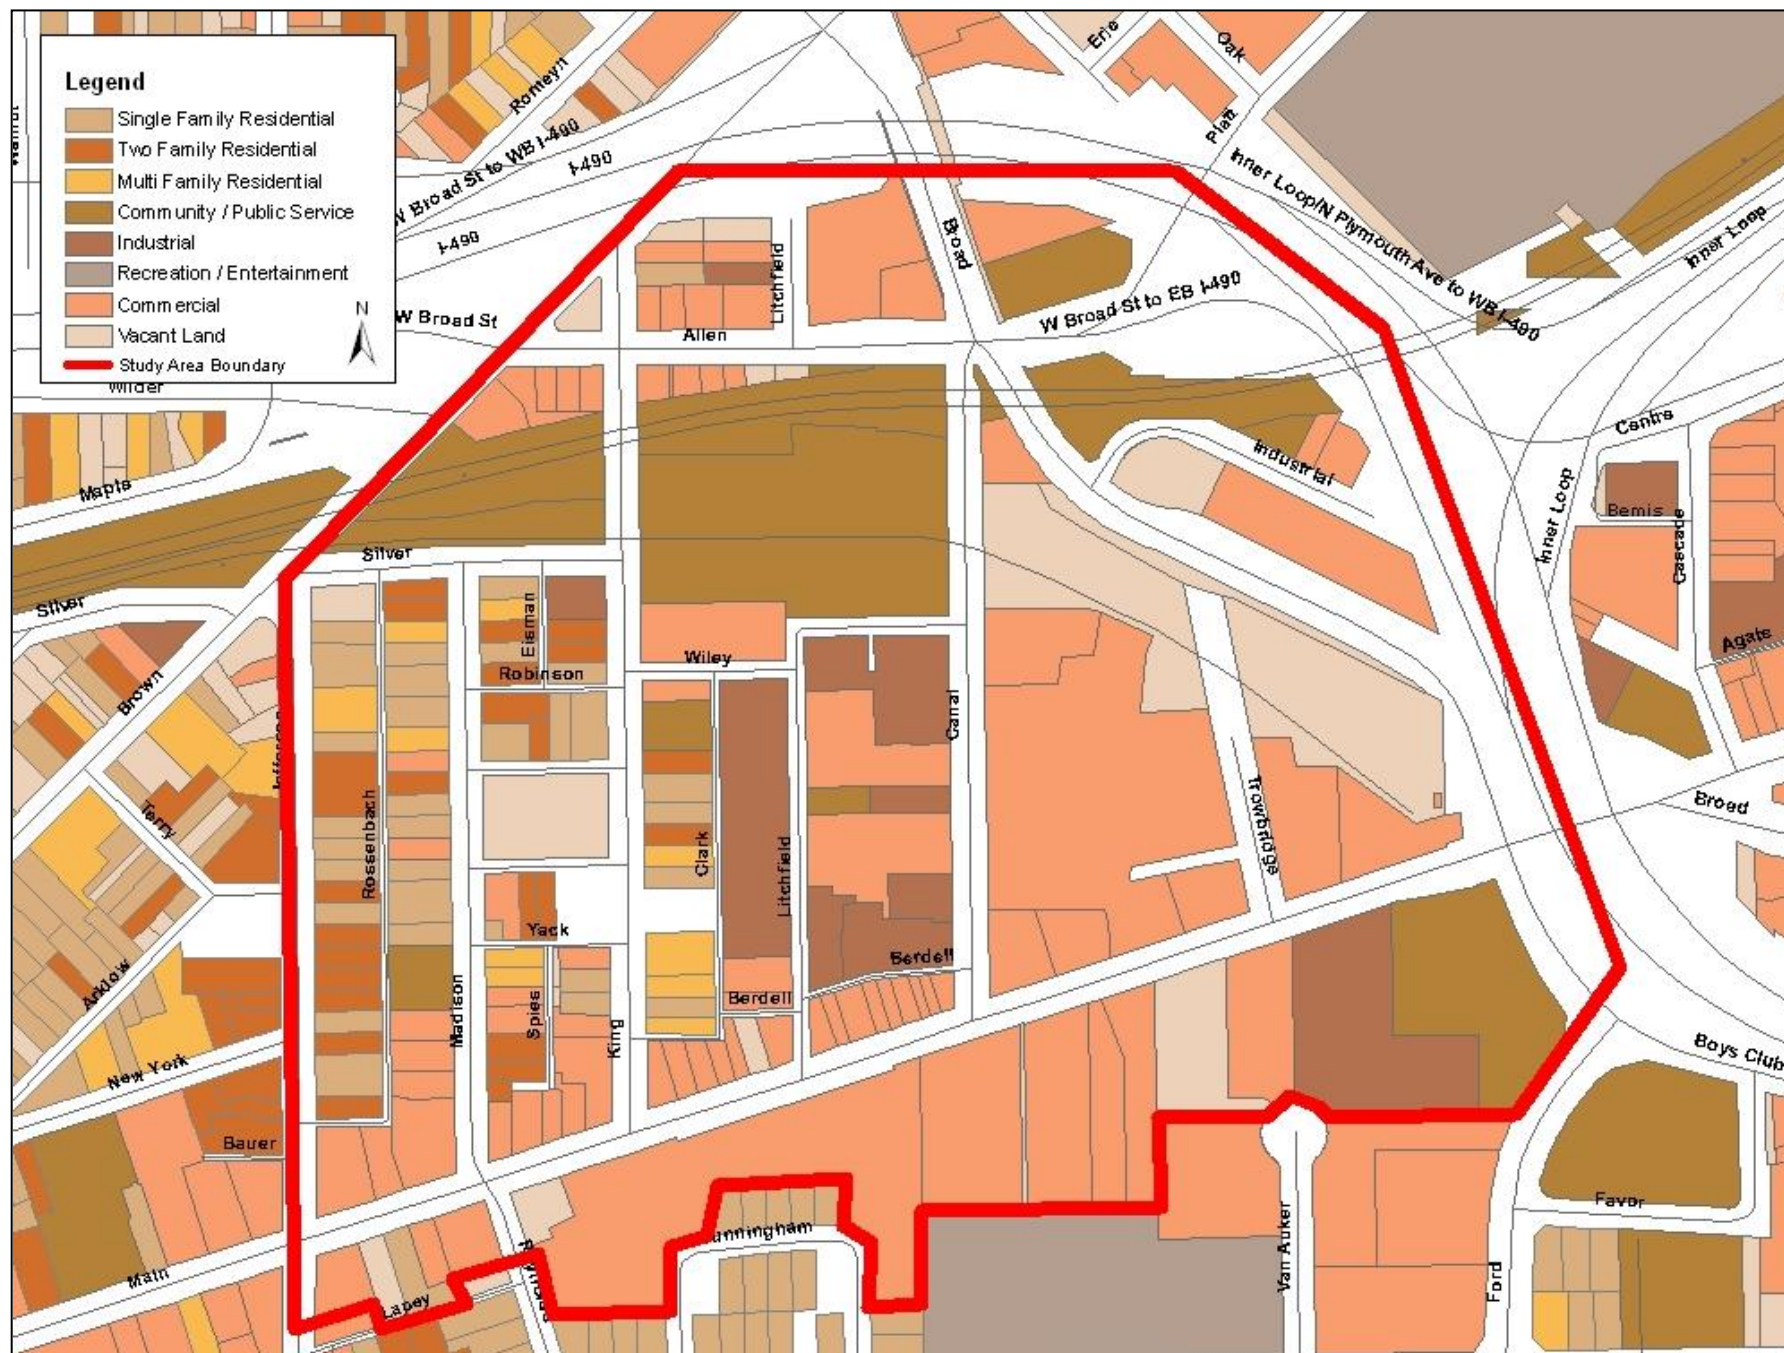 Legend
Single Family Residential
Two Family Residential
Multi Family Residential
Community / Public Service
Industrial
Recreation / Entertainment
Commercial
Vacant Land
Study Area Boundary
N
Romeyn
Erie
Oak
Platt
W Broad St to WB I-490
I-490
I-490
Inner Loop/N Plymouth Ave to WB I-490
Inner Loop
Broad
Litchfield
W Broad St to EB I-490
W Broad St
Allen
Wilder
Centre
Maple
Industrial
Inner Loop
Bemis
Cascade
Silver
Silver
Eisman
Agate
Robinson
Wiley
Brown
Canal
Jefferson
Terry
Rossenbach
Clark
Litchfield
Trowbridge
Broad
Yack
Arklow
Berdell
Berdell
Madison
Spies
King
New York
Boys Club
Bauer
Favor
Main
unningham
Van Auker
Ford
Lapey